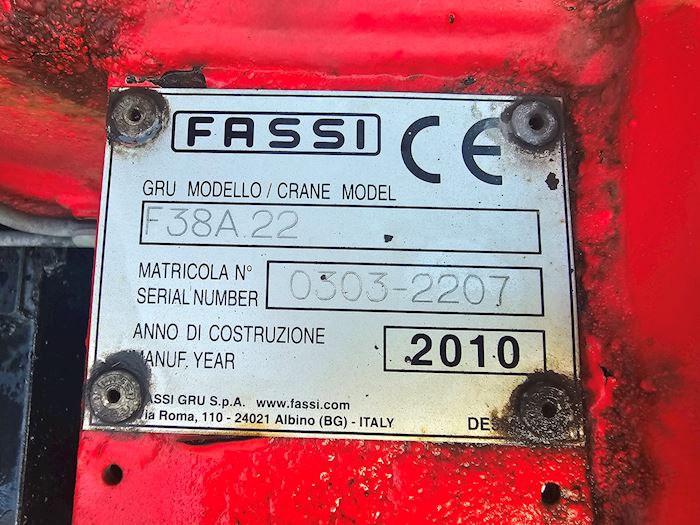 FASSI CE
GRU MODELLO / CRANE MODEL
F38A.22
MATRICOLA N°
SERIAL NUMBER
0303-2207
ANNO DI COSTRUZIONE
MANUF. YEAR
2010
FASSI GRU S.p.A. www.fassi.com
Via Roma, 110 - 24021 Albino (BG) - ITALY